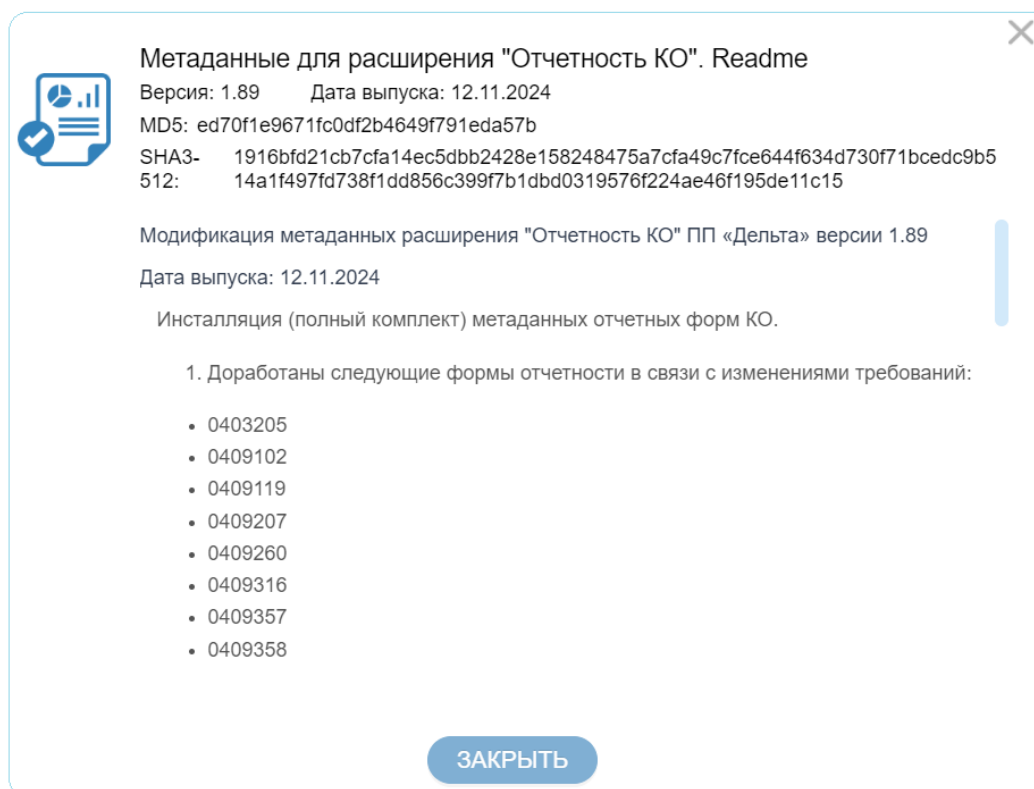 Метаданные для расширения "Отчетность КО". Readme
Версия: 1.89 Дата выпуска: 12.11.2024
MD5: ed70f1e9671fc0df2b4649f791eda57b
SHA3-512: 1916bfd21cb7cfa14ec5dbb2428e158248475a7cfa49c7fce644f634d730f71bcedc9b5
14a1f497fd738f1dd856c399f7b1dbd0319576f224ae46f195de11c15
Модификация метаданных расширения "Отчетность КО" ПП «Дельта» версии 1.89
Дата выпуска: 12.11.2024
Инсталляция (полный комплект) метаданных отчетных форм КО.
1. Доработаны следующие формы отчетности в связи с изменениями требований:
• 0403205
• 0409102
• 0409119
• 0409207
• 0409260
• 0409316
• 0409357
• 0409358
ЗАКРЫТЬ